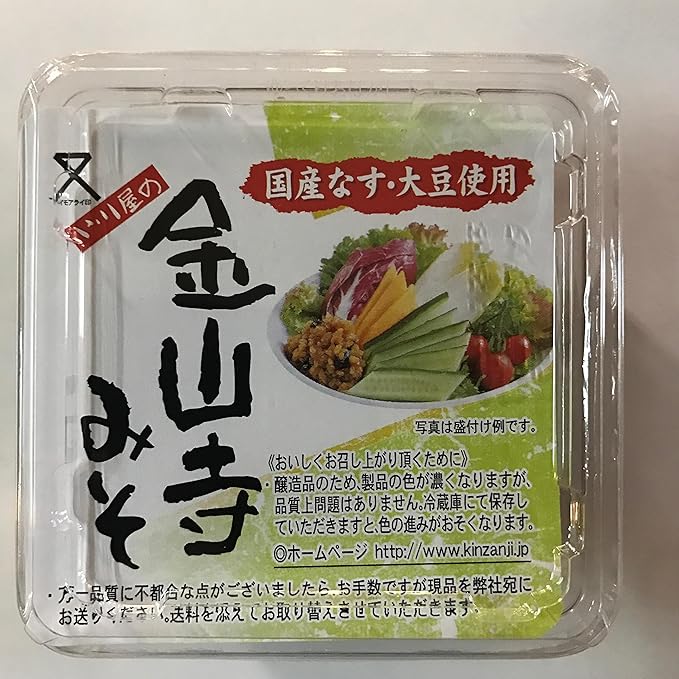 イモアライ印
小川屋の
金山寺
みそ
国産なす・大豆使用
写真は盛付け例です。
《おいしくお召し上がり頂くために》
・醸造品のため、製品の色が濃くなりますが、
品質上問題はありません。冷蔵庫にて保存し
ていただきますと、色の進みがおそくなります。
◎ホームページ http://www.kinzanji.jp
・万一品質に不都合な点がございましたら、お手数ですが現品を弊社宛に
お送りください。送料を添えてお取り替えさせていただきます。